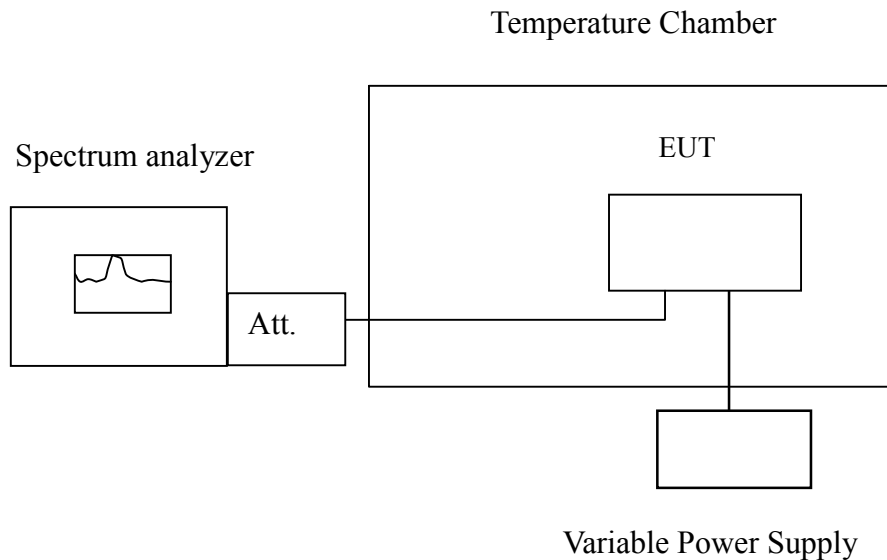 Temperature Chamber
Spectrum analyzer
EUT
Att.
Variable Power Supply